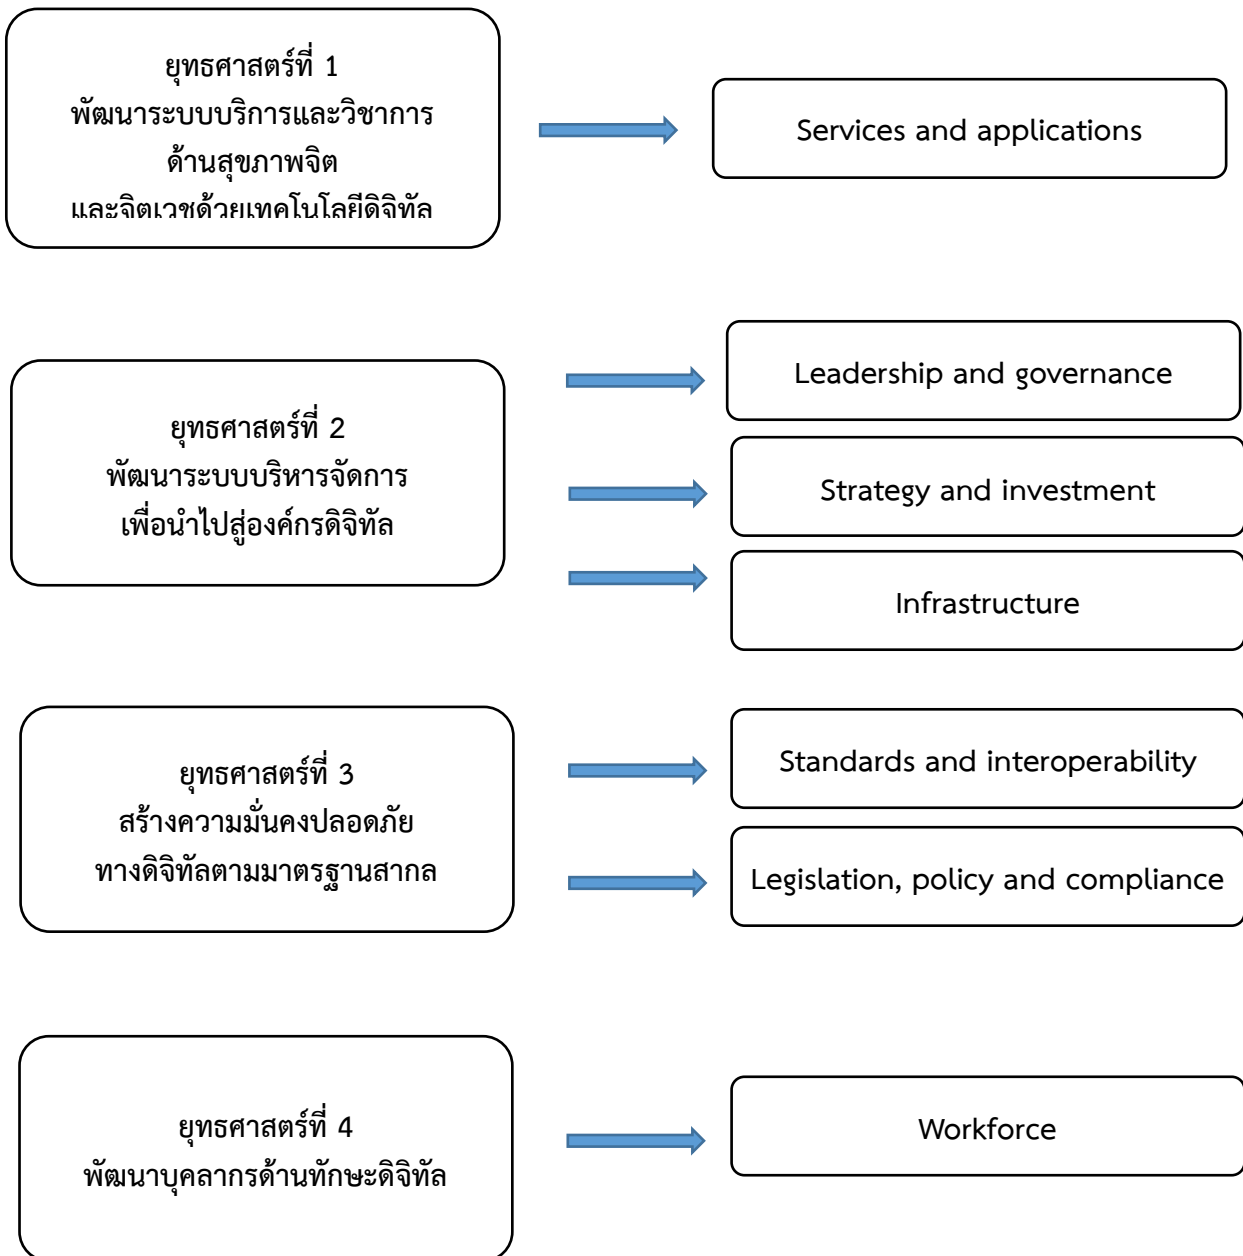 ยุทธศาสตร์ที่ 1
พัฒนาระบบบริการและวิชาการ
ด้านสุขภาพจิต
และจิตเวชด้วยเทคโนโลยีดิจิทัล
Services and applications
ยุทธศาสตร์ที่ 2
พัฒนาระบบบริหารจัดการ
เพื่อนำไปสู่องค์กรดิจิทัล
Leadership and governance
Strategy and investment
Infrastructure
ยุทธศาสตร์ที่ 3
สร้างความมั่นคงปลอดภัย
ทางดิจิทัลตามมาตรฐานสากล
Standards and interoperability
Legislation, policy and compliance
ยุทธศาสตร์ที่ 4
พัฒนาบุคลากรด้านทักษะดิจิทัล
Workforce